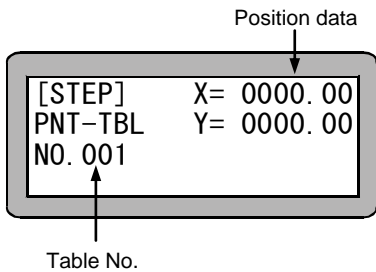 Position data
[STEP] X= 0000.00
PNT-TBL Y= 0000.00
NO.001
Table No.